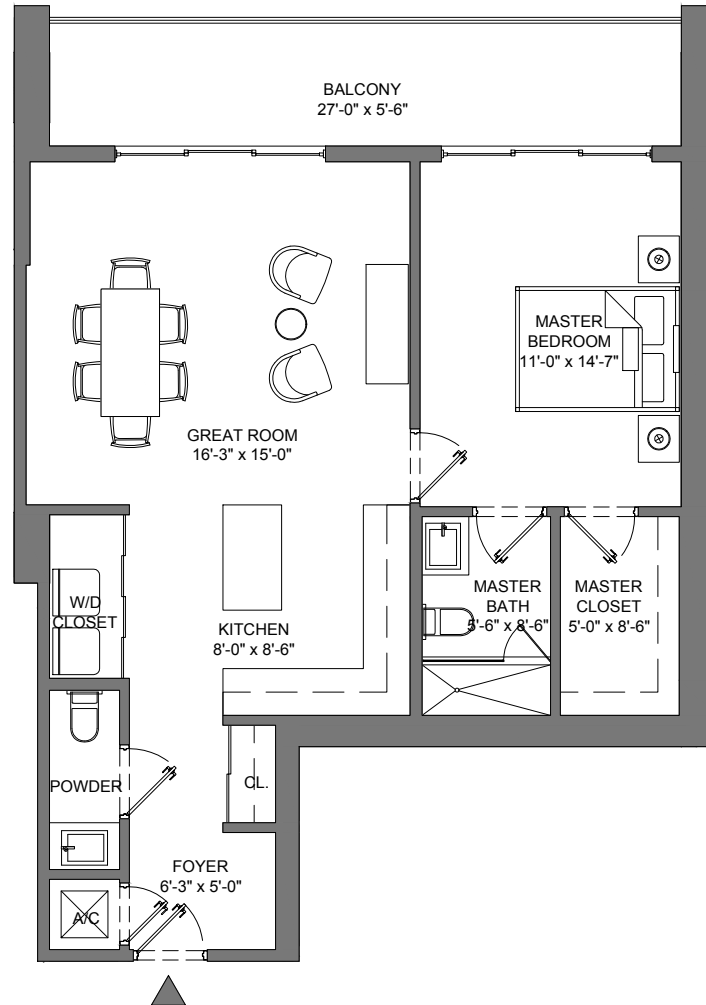 BALCONY
27'-0" x 5'-6"
MASTER
BEDROOM
11'-0" x 14'-7"
GREAT ROOM
16'-3" x 15'-0"
W/D
CLOSET
KITCHEN
8'-0" x 8'-6"
MASTER
BATH
5'-6" x 8'-6"
MASTER
CLOSET
5'-0" x 8'-6"
POWDER
CL.
FOYER
6'-3" x 5'-0"
A/C